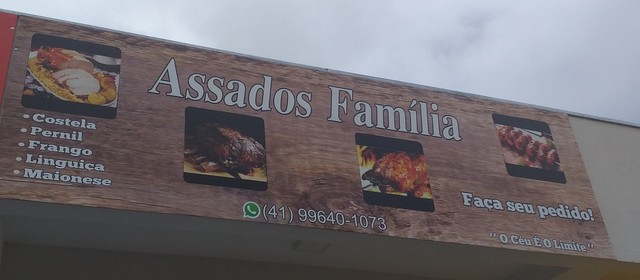 Assados Família
• Costela
• Pernil
• Frango
• Linguiça
• Maionese
(41) 99640-1073
Faça seu pedido!
"O Céu É O Limite"